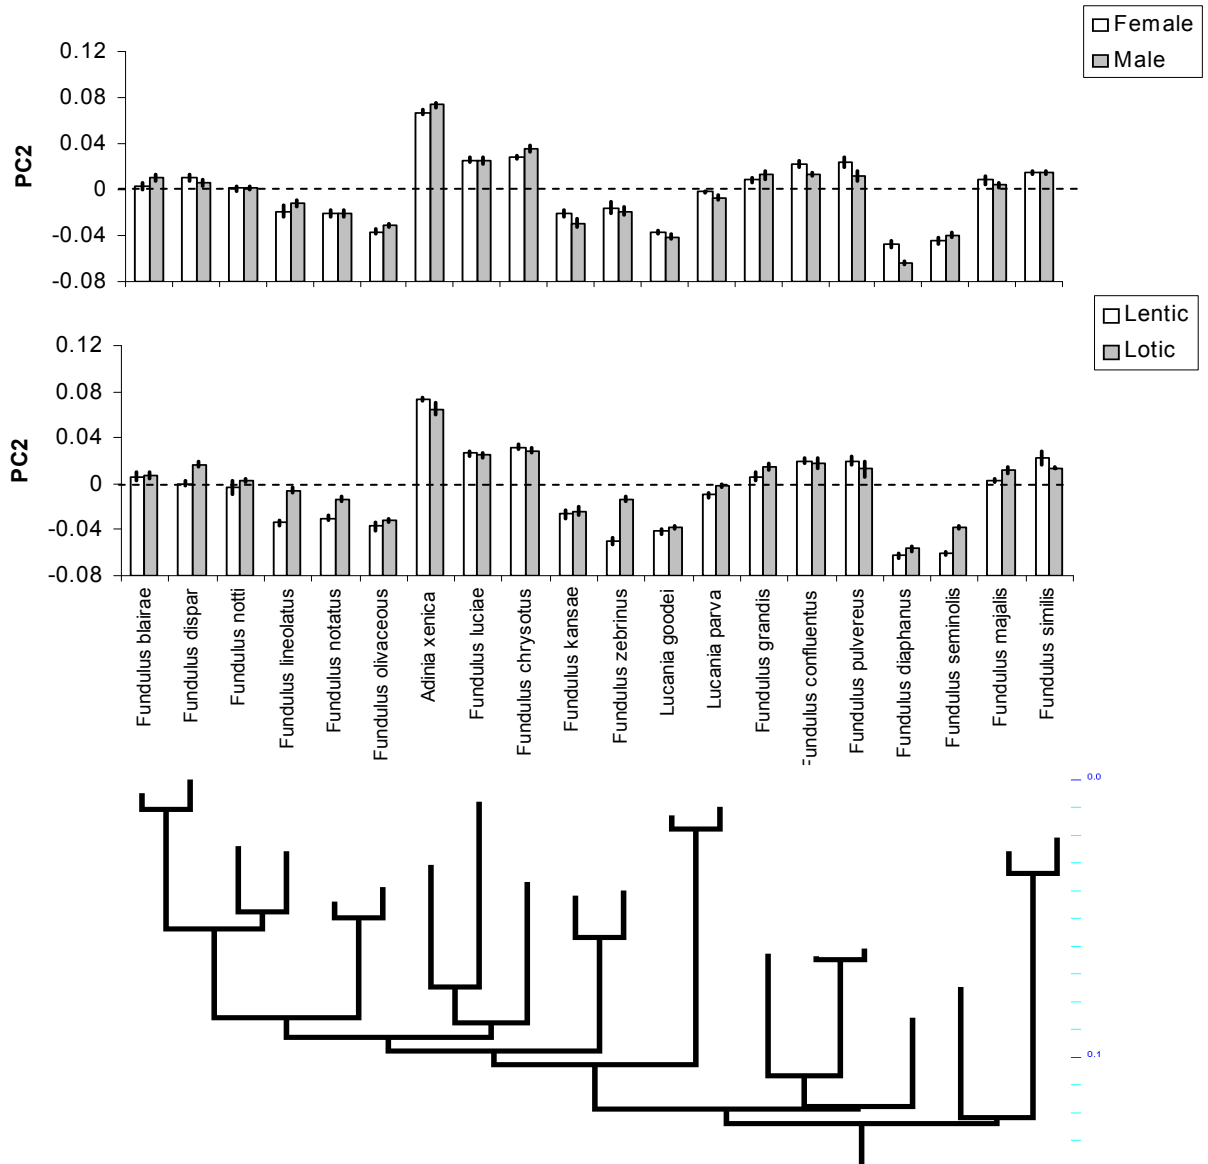 Female
Male
0.12
0.08
0.04
0
-0.04
-0.08
PC2
Lentic
Lotic
0.12
0.08
0.04
0
-0.04
-0.08
PC2
Fundulus blairae
Fundulus dispar
Fundulus notti
Fundulus lineolatus
Fundulus notatus
Fundulus olivaceous
Adinia xenica
Fundulus luciae
Fundulus chrysotus
Fundulus kansae
Fundulus zebrinus
Lucania goodei
Lucania parva
Fundulus grandis
Fundulus confluentus
Fundulus pulvereus
Fundulus diaphanus
Fundulus seminolis
Fundulus majalis
Fundulus similis
0.0
0.1